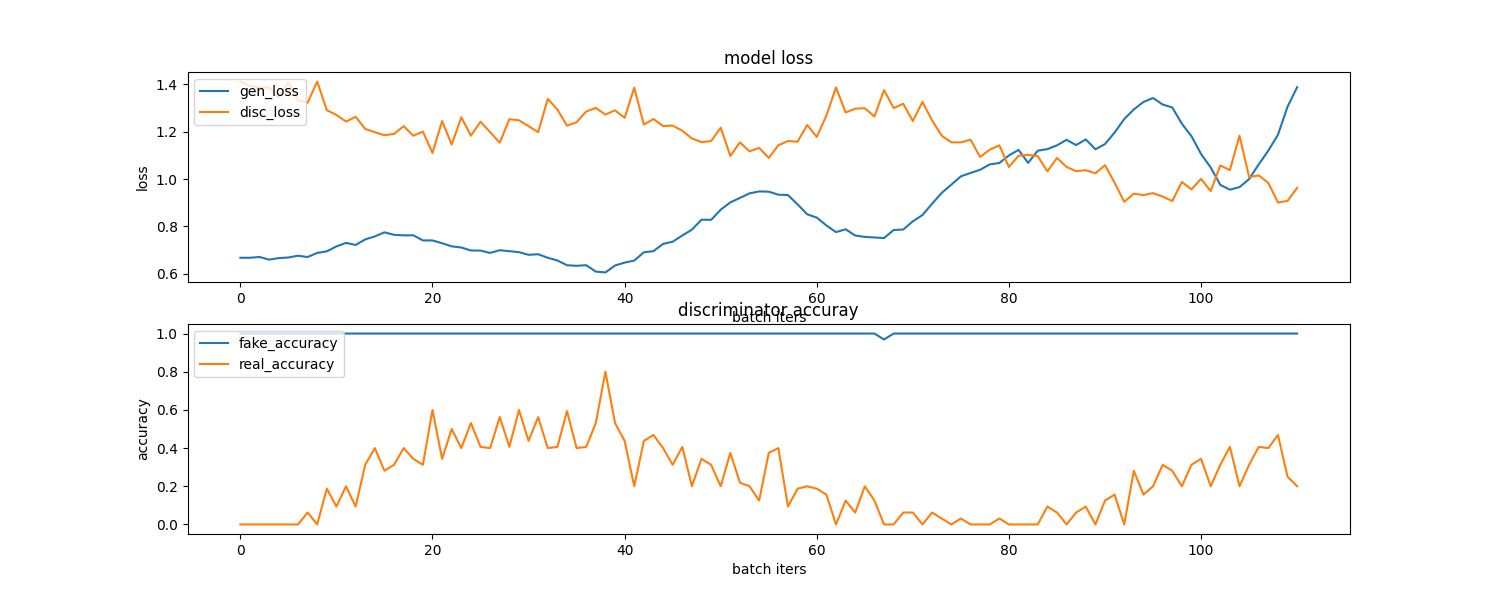 model loss
gen_loss
disc_loss
1.4
1.2
1.0
0.8
0.6
loss
0 20 40 60 80 100
batch iters
discriminator accuray
fake_accuracy
real_accuracy
1.0
0.8
0.6
0.4
0.2
0.0
accuracy
0 20 40 60 80 100
batch iters